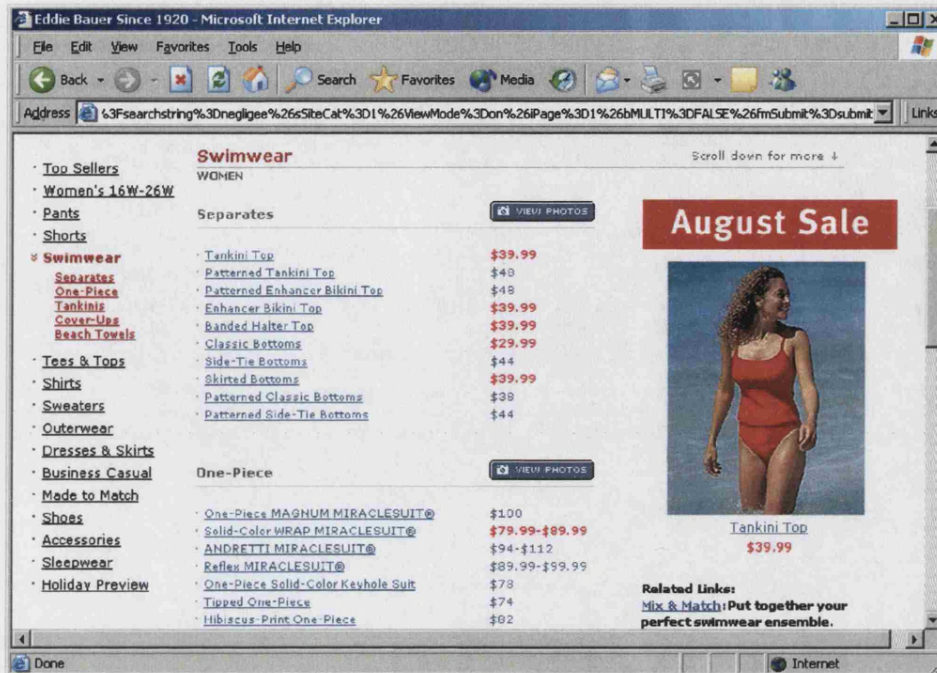 Eddie Bauer Since 1920 - Microsoft Internet Explorer
File Edit View Favorites Tools Help
Back Search Favorites Media
Address %3Fsearchstring%3Dnegligee%26sSiteCat%3D1%26ViewMode%3Don%26iPage%3D1%26bMULTI%3DFALSE%26fmSubmit%3Dsubmit Links
Top Sellers
Women's 16W-26W
Pants
Shorts
Swimwear
Separates
One-Piece
Tankinis
Cover-Ups
Beach Towels
Tees & Tops
Shirts
Sweaters
Outerwear
Dresses & Skirts
Business Casual
Made to Match
Shoes
Accessories
Sleepwear
Holiday Preview
Swimwear
WOMEN
Scroll down for more ↓
Separates VIEW PHOTOS
Tankini Top $39.99
Patterned Tankini Top $48
Patterned Enhancer Bikini Top $48
Enhancer Bikini Top $39.99
Banded Halter Top $39.99
Classic Bottoms $29.99
Side-Tie Bottoms $44
Skirted Bottoms $39.99
Patterned Classic Bottoms $38
Patterned Side-Tie Bottoms $44
One-Piece VIEW PHOTOS
One-Piece MAGNUM MIRACLESUIT® $100
Solid-Color WRAP MIRACLESUIT® $79.99-$89.99
ANDRETTI MIRACLESUIT® $94-$112
Reflex MIRACLESUIT® $89.99-$99.99
One-Piece Solid-Color Keyhole Suit $78
Tipped One-Piece $74
Hibiscus-Print One-Piece $82
August Sale
Tankini Top
$39.99
Related Links:
Mix & Match: Put together your
perfect swimwear ensemble.
Done Internet